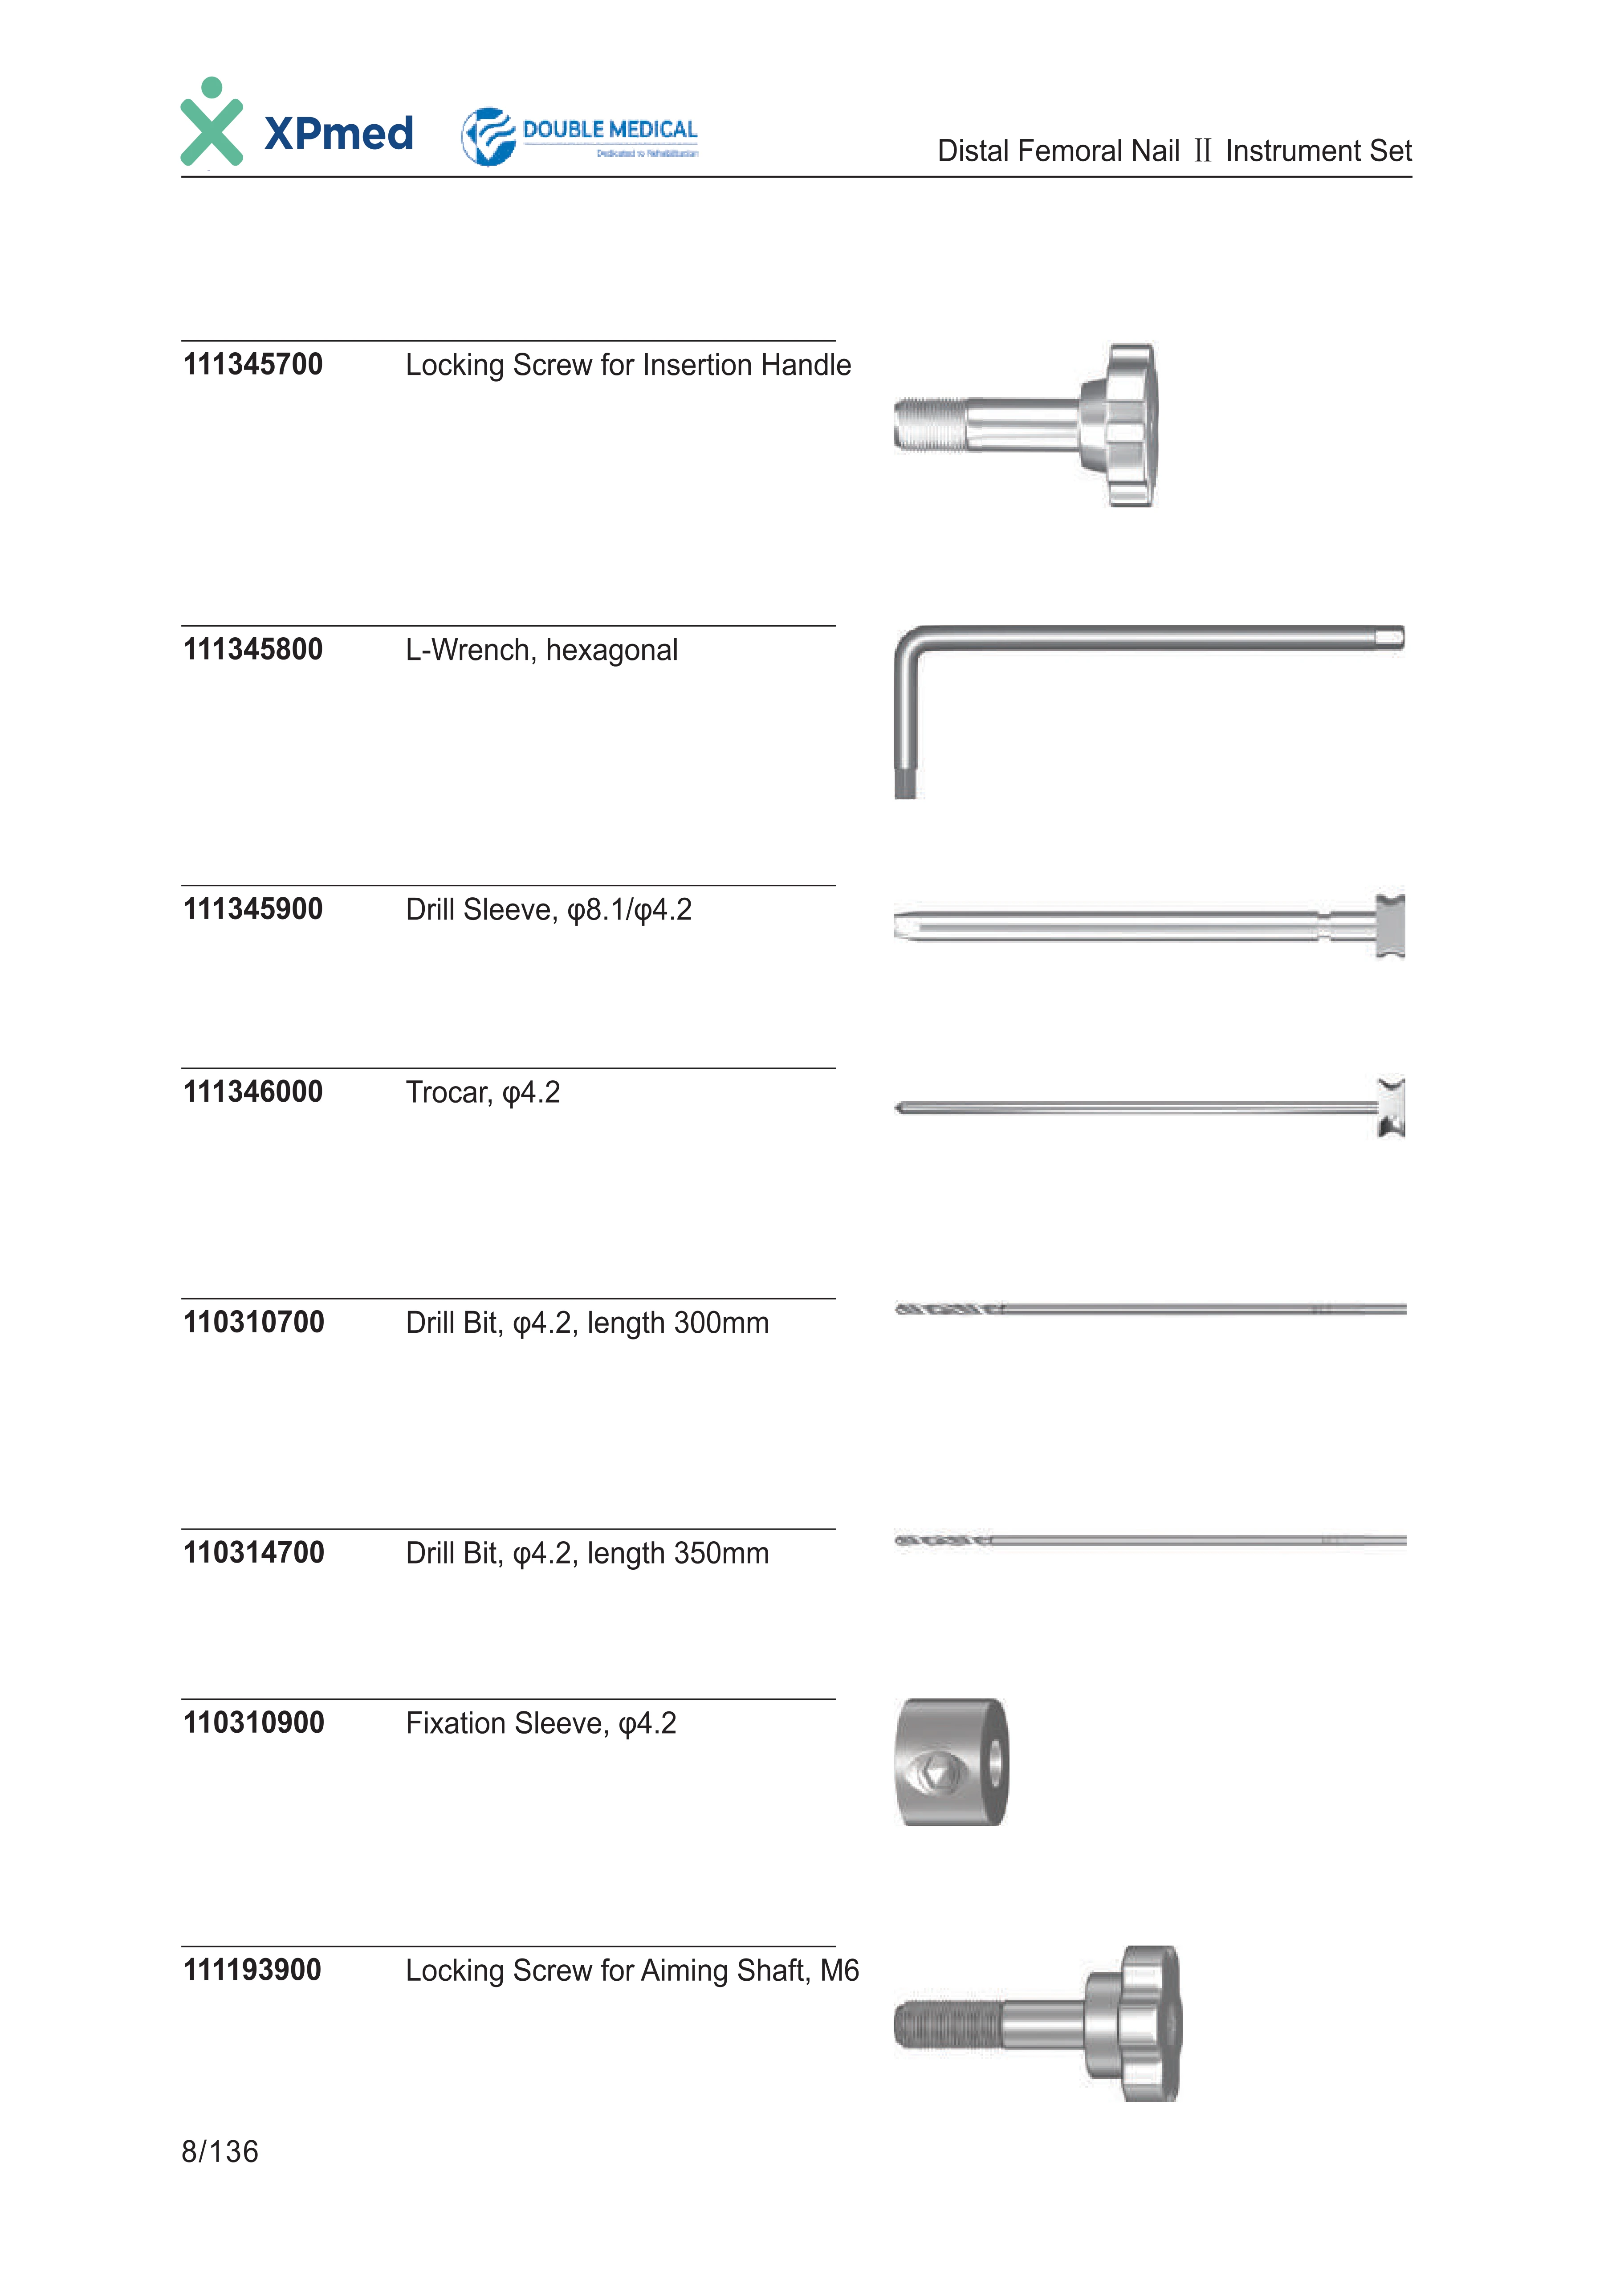 XPmed
DOUBLE MEDICAL
Dedicated to Rehabilitation
Distal Femoral Nail Ⅱ Instrument Set
111345700 Locking Screw for Insertion Handle
111345800 L-Wrench, hexagonal
111345900 Drill Sleeve, φ8.1/φ4.2
111346000 Trocar, φ4.2
110310700 Drill Bit, φ4.2, length 300mm
110314700 Drill Bit, φ4.2, length 350mm
110310900 Fixation Sleeve, φ4.2
111193900 Locking Screw for Aiming Shaft, M6
8/136